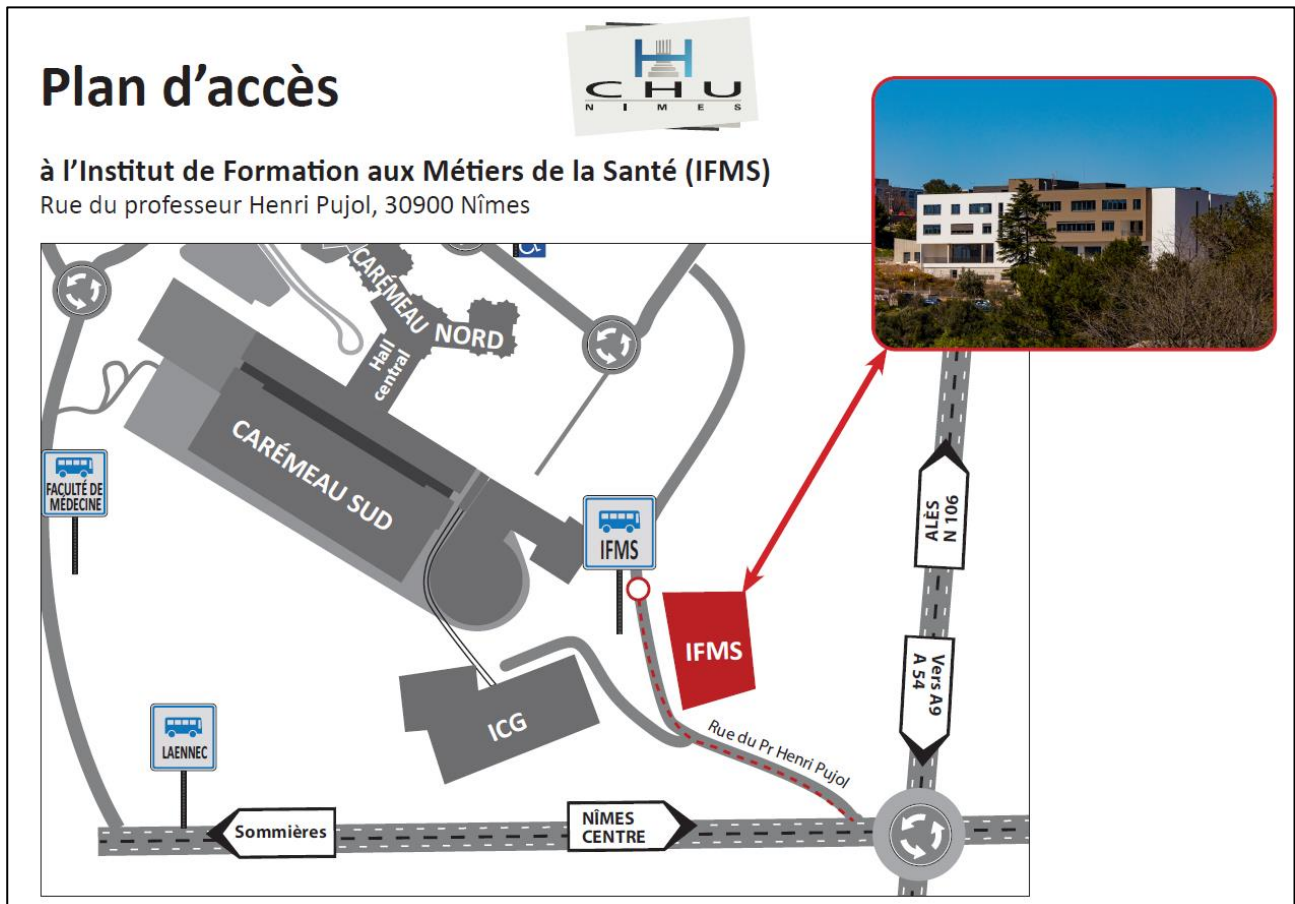 Plan d'accès
CHU
NIMES
à l'Institut de Formation aux Métiers de la Santé (IFMS)
Rue du professeur Henri Pujol, 30900 Nîmes
CARÉMEAU
NORD
Hall
central
CARÉMEAU SUD
FACULTÉ DE
MÉDECINE
IFMS
ALÈS
N 106
IFMS
Vers A9
A 54
ICG
LAENNEC
Rue du Pr Henri Pujol
Sommières
NÎMES
CENTRE